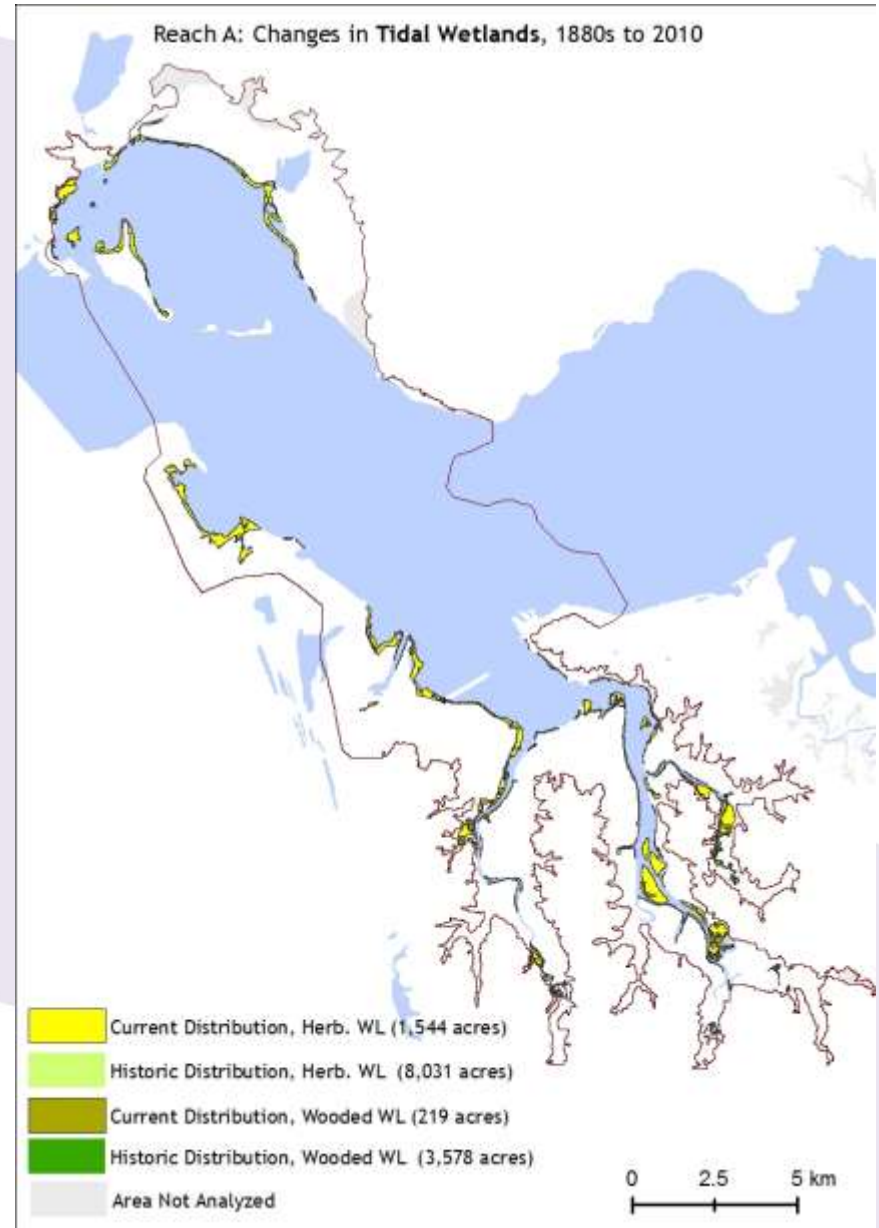 Reach A: Changes in Tidal Wetlands, 1880s to 2010
Current Distribution, Herb. WL (1,544 acres)
Historic Distribution, Herb. WL (8,031 acres)
Current Distribution, Wooded WL (219 acres)
Historic Distribution, Wooded WL (3,578 acres)
Area Not Analyzed
0 2.5 5 km